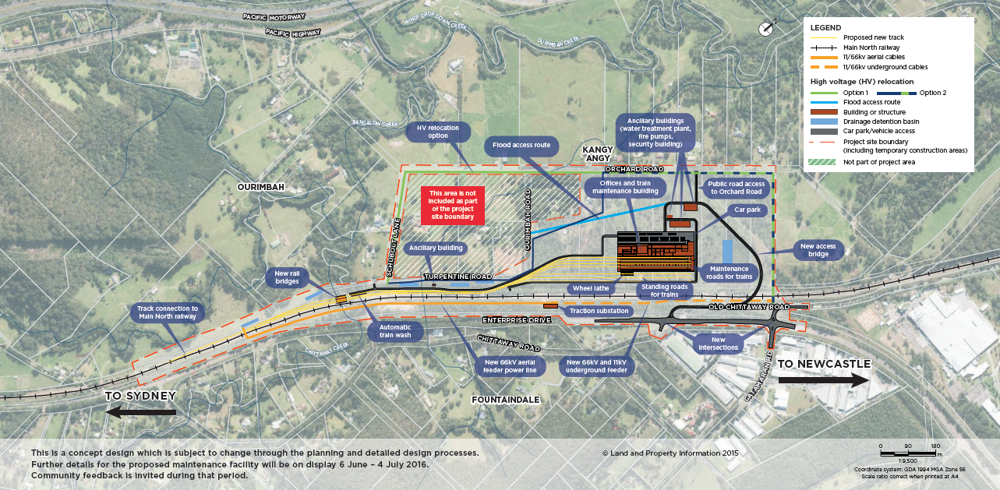 PACIFIC MOTORWAY
PACIFIC HIGHWAY
WINDY DROP DOWN CREEK
OURIMBAH CREEK
BANGALOW CREEK
LEGEND
Proposed new track
Main North railway
11/66kv aerial cables
11/66kv underground cables
High voltage (HV) relocation
Option 1
Option 2
Flood access route
Building or structure
Drainage detention basin
Car park/vehicle access
Project site boundary
(including temporary construction areas)
Not part of project area
HV relocation
option
Flood access route
Ancillary buildings
(water treatment plant,
fire pumps,
security building)
KANGY
ANGY
ORCHARD ROAD
OURIMBAH
This area is not
included as part
of the project
site boundary
OURIMBAH ROAD
Offices and train
maintenance building
Public road access
to Orchard Road
Car park
SCHUBOLT LANE
Ancillary building
New access
bridge
New rail
bridges
TURPENTINE ROAD
Maintenance
roads for trains
Wheel lathe
Standing roads
for trains
Track connection to
Main North railway
Traction substation
OLD CHITTAWAY ROAD
ENTERPRISE DRIVE
Automatic
train wash
CHITTAWAY ROAD
CHITTAWAY CREEK
New
Intersections
New 66kV aerial
feeder power line
New 66kV and 11kV
underground feeder
CATAMARAN RD
TO NEWCASTLE
TO SYDNEY
FOUNTAINDALE
This is a concept design which is subject to change through the planning and detailed design processes.
Further details for the proposed maintenance facility will be on display 6 June – 4 July 2016.
Community feedback is invited during that period.
© Land and Property Information 2015
0 90 180
m
1:9,500
Coordinate system: GDA 1994 MGA Zone 56
Scale ratio correct when printed at A4